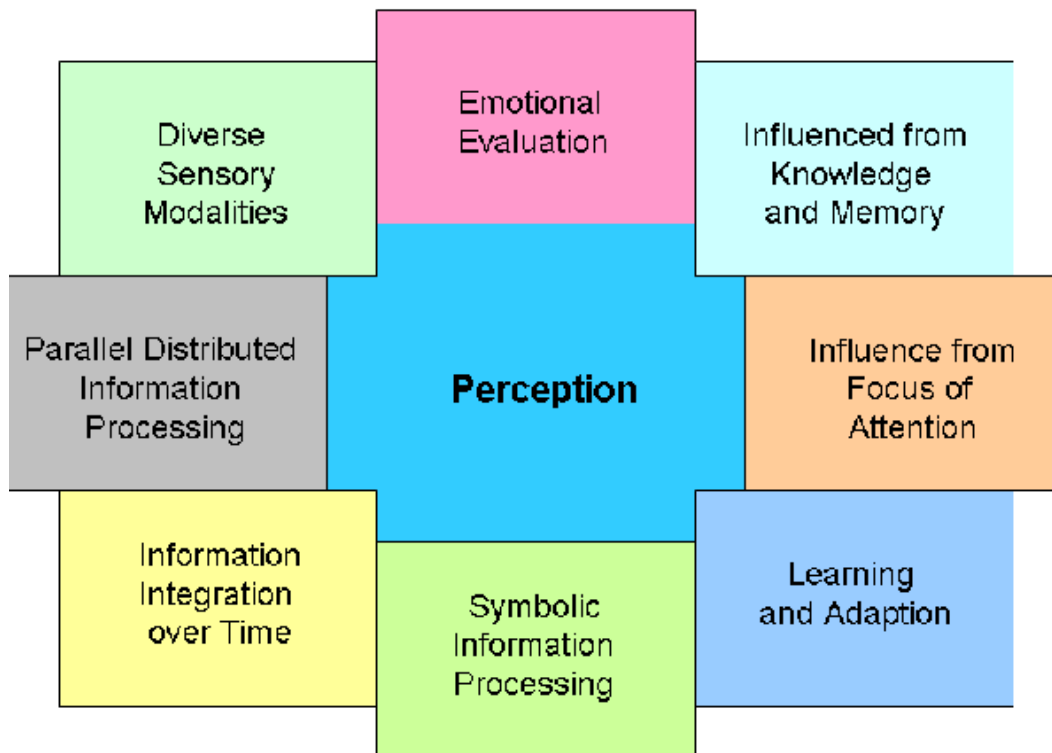 Emotional
Evaluation
Diverse
Sensory
Modalities
Influenced from
Knowledge
and Memory
Parallel Distributed
Information
Processing
Perception
Influence from
Focus of
Attention
Information
Integration
over Time
Symbolic
Information
Processing
Learning
and Adaption